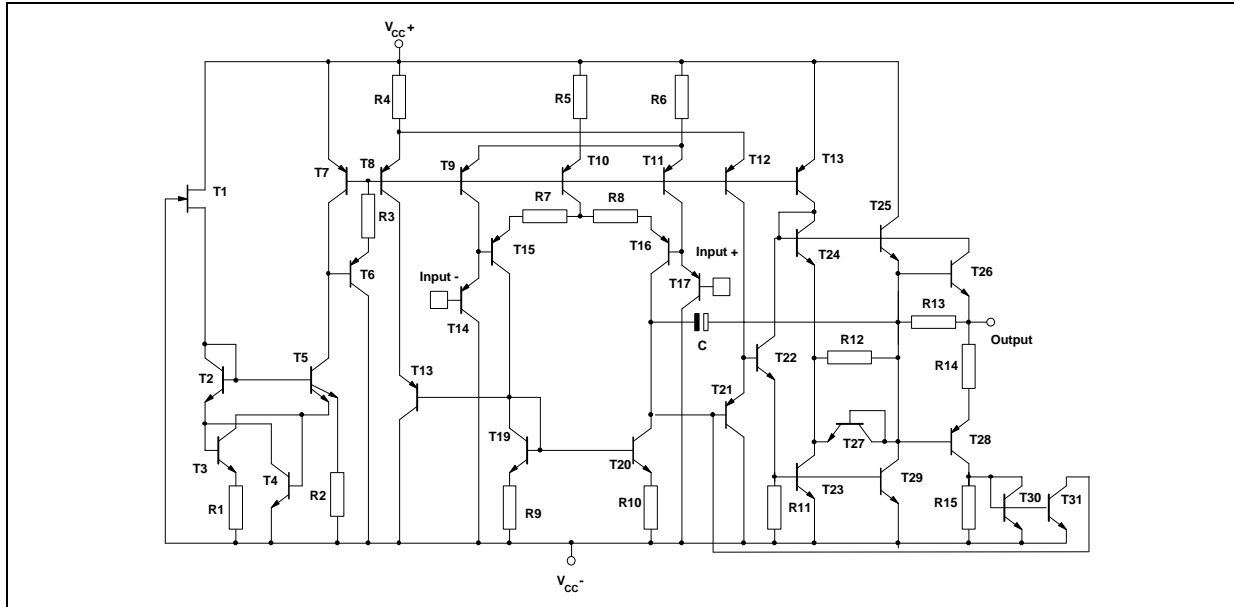 VCC+
R4
R5
R6
T7
T8
T9
T10
T11
T12
T13
T1
R3
R7
R8
T25
T24
T26
T15
T16
Input +
T6
Input -
T17
T14
R13
Output
C
R12
R14
T22
T2
T5
T13
T21
T27
T28
T3
T4
T19
T20
T23
T29
R1
R2
R9
R10
R11
R15
T30
T31
VCC-